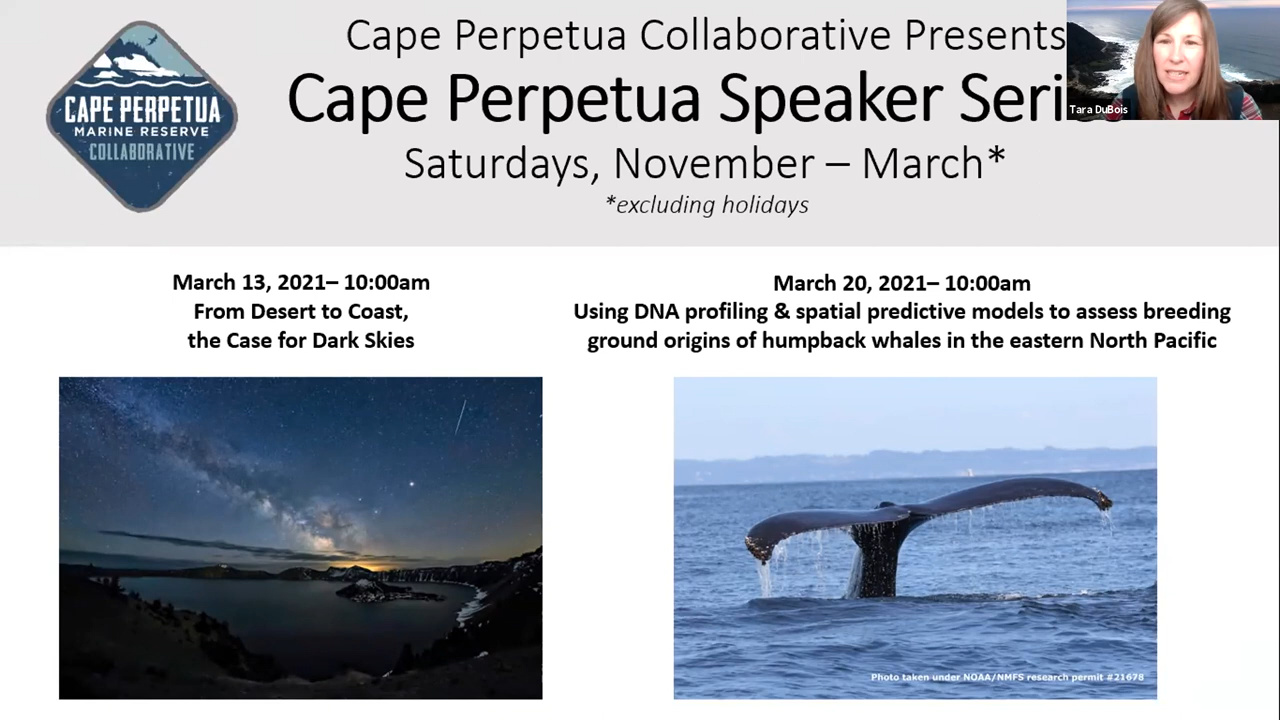 CAPE PERPETUA
MARINE RESERVE
COLLABORATIVE
Cape Perpetua Collaborative Presents
Cape Perpetua Speaker Seri
Saturdays, November – March*
*excluding holidays
Tara DuBois
March 13, 2021– 10:00am
From Desert to Coast,
the Case for Dark Skies
March 20, 2021– 10:00am
Using DNA profiling & spatial predictive models to assess breeding
ground origins of humpback whales in the eastern North Pacific
Photo taken under NOAA/NMFS research permit #21678